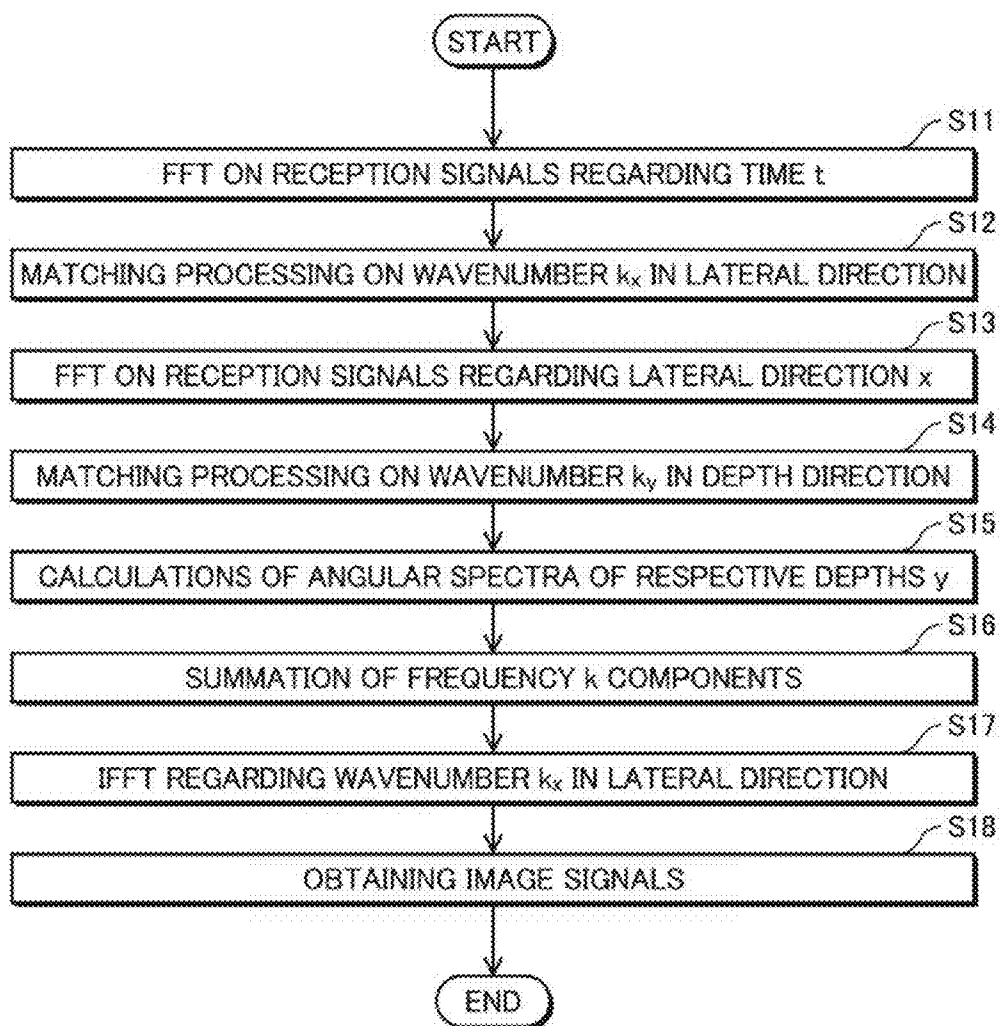 START
S11
FFT ON RECEPTION SIGNALS REGARDING TIME t
S12
MATCHING PROCESSING ON WAVENUMBER kx IN LATERAL DIRECTION
S13
FFT ON RECEPTION SIGNALS REGARDING LATERAL DIRECTION x
S14
MATCHING PROCESSING ON WAVENUMBER ky IN DEPTH DIRECTION
S15
CALCULATIONS OF ANGULAR SPECTRA OF RESPECTIVE DEPTHS y
S16
SUMMATION OF FREQUENCY k COMPONENTS
S17
IFFT REGARDING WAVENUMBER kx IN LATERAL DIRECTION
S18
OBTAINING IMAGE SIGNALS
END